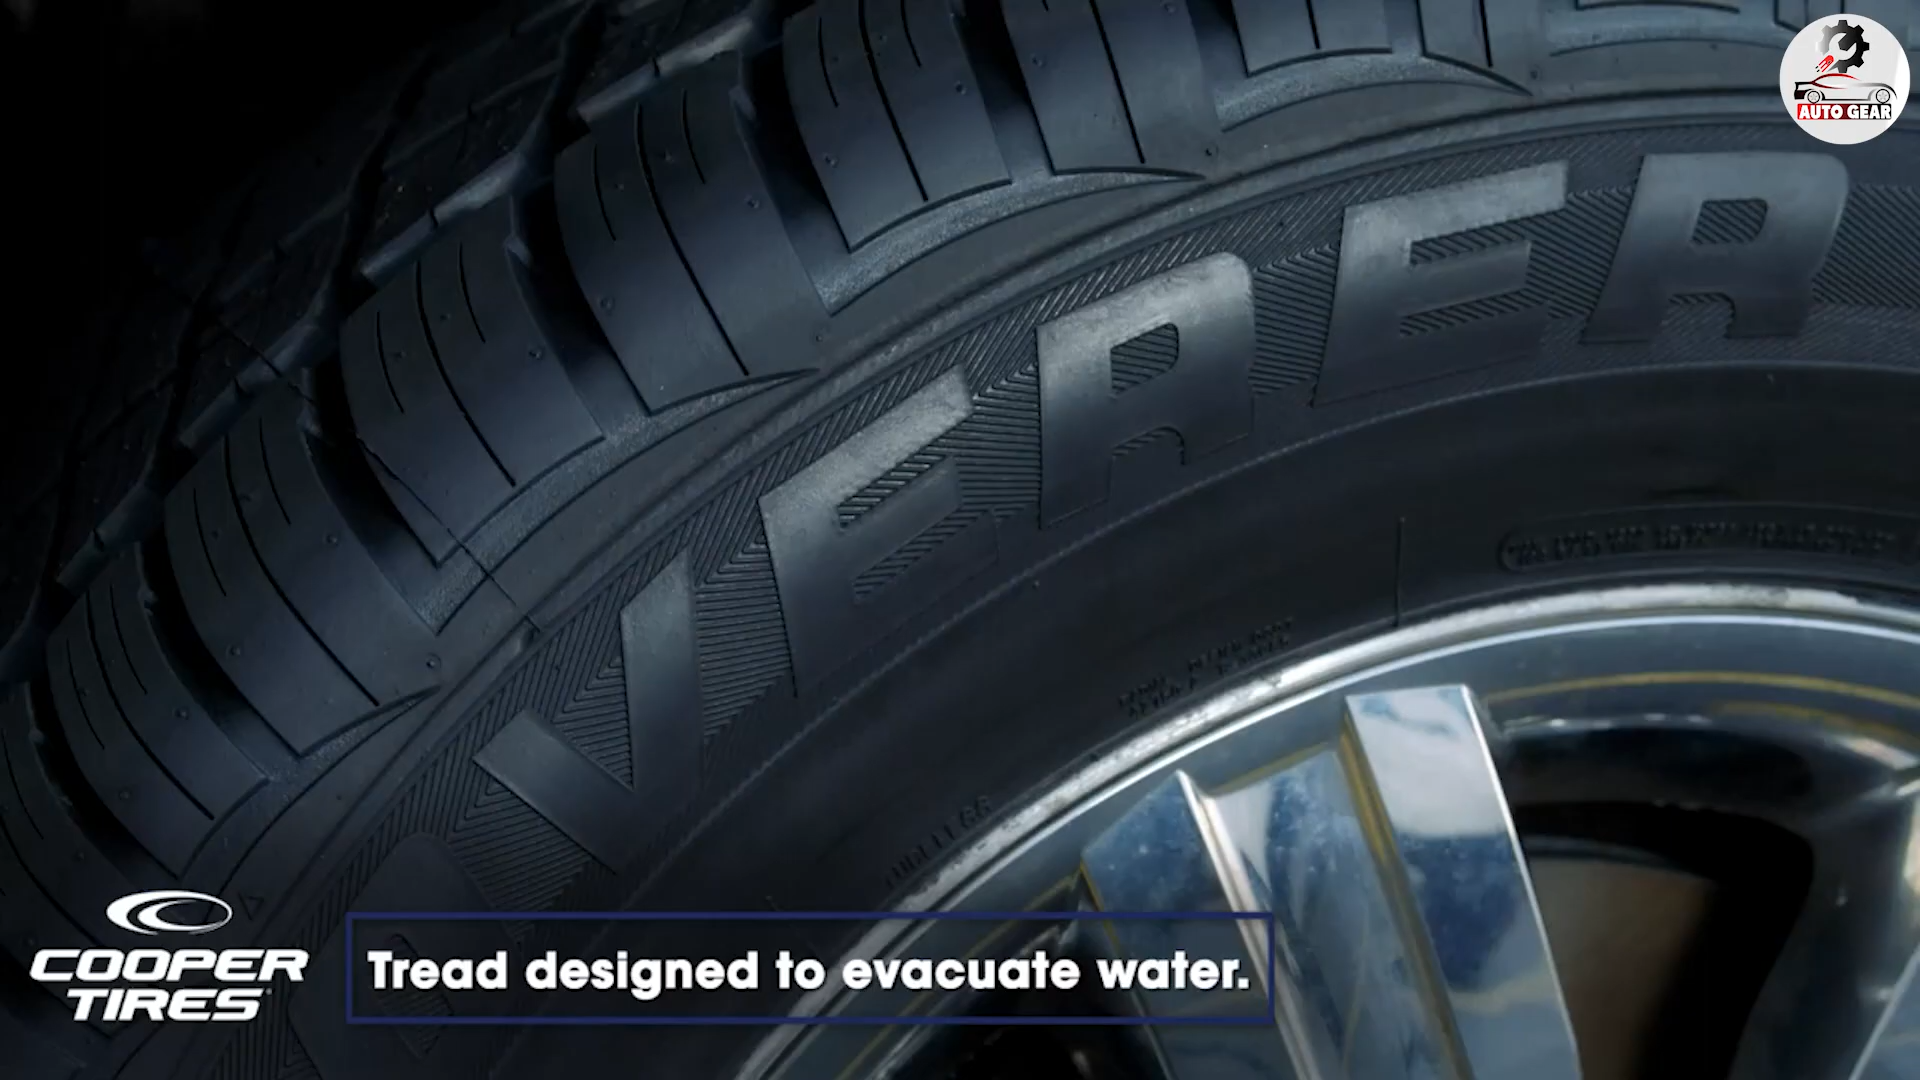 AUTO GEAR
VERER
COOPER
TIRES
Tread designed to evacuate water.